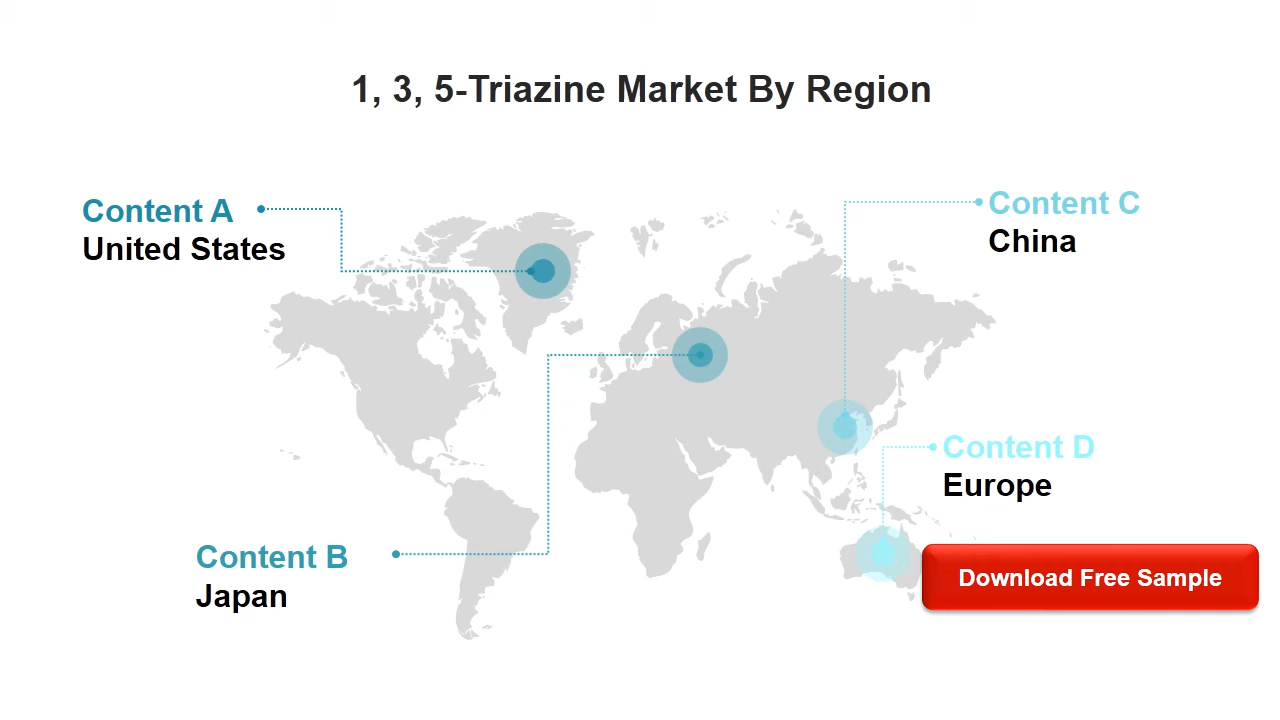 1, 3, 5-Triazine Market By Region
Content A
United States
Content C
China
Content D
Europe
Content B
Japan
Download Free Sample